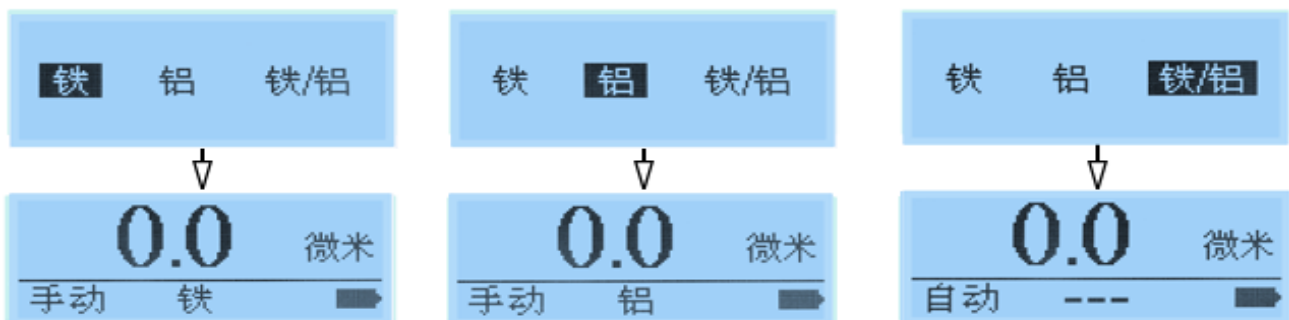 铁 铝 铁/铝
铁 铝 铁/铝
铁 铝 铁/铝
0.0 微米
手动 铁
0.0 微米
手动 铝
0.0 微米
自动 ---